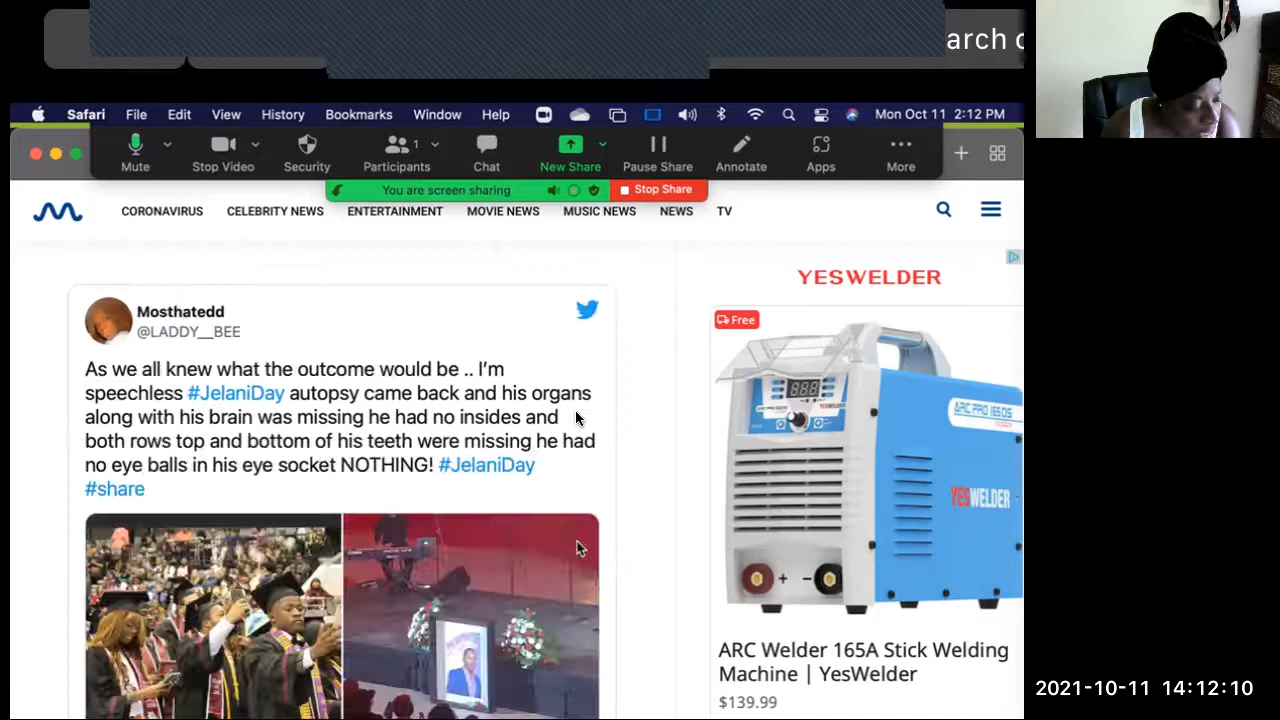 arch o
Safari File Edit View History Bookmarks Window Help Mon Oct 11 2:12 PM
Mute Stop Video Security Participants 1 Chat New Share Pause Share Annotate Apps More
You are screen sharing Stop Share
CORONAVIRUS CELEBRITY NEWS ENTERTAINMENT MOVIE NEWS MUSIC NEWS NEWS TV
YESWELDER
Free
Mosthatedd
@LADDY__BEE
As we all knew what the outcome would be .. I'm
speechless #JelaniDay autopsy came back and his organs
along with his brain was missing he had no insides and
both rows top and bottom of his teeth were missing he had
no eye balls in his eye socket NOTHING! #JelaniDay
#share
ARC PRO 165DS
YESWELDER
ARC Welder 165A Stick Welding
Machine | YesWelder
$139.99
2021-10-11 14:12:10